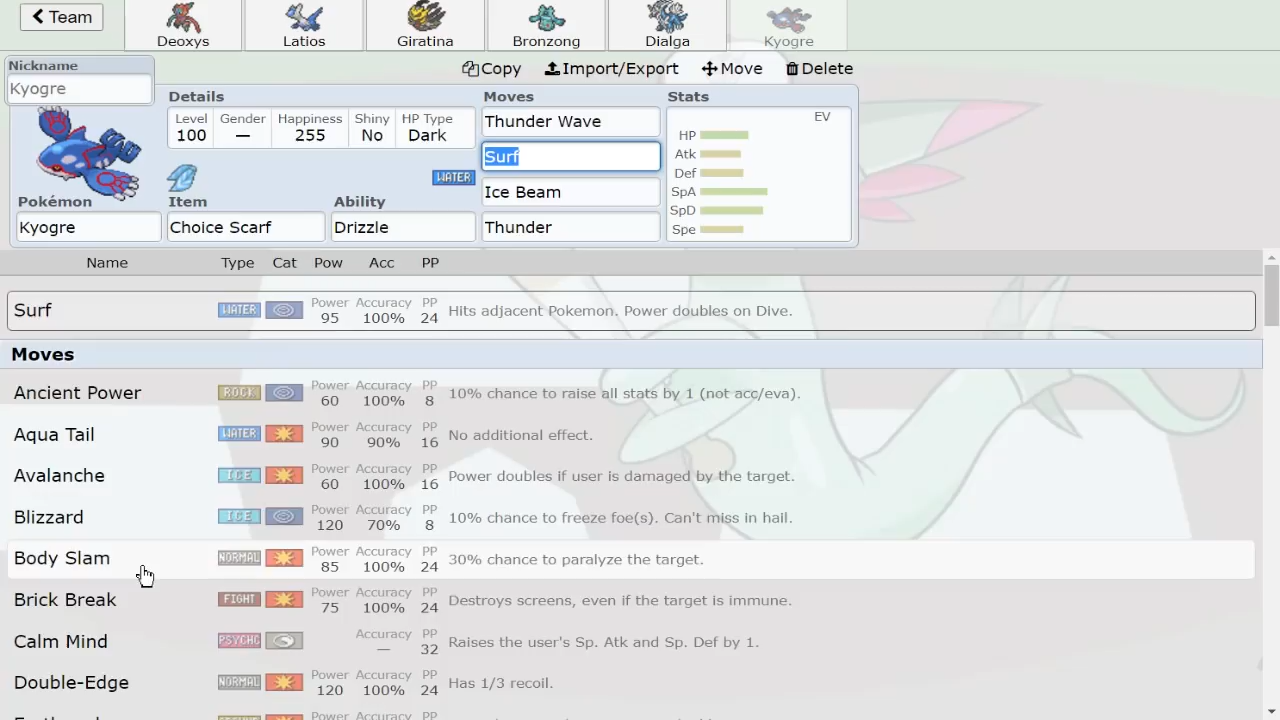 Team
Deoxys
Latios
Giratina
Bronzong
Dialga
Kyogre
Copy
Import/Export
Move
Delete
Nickname
Kyogre
Details
Moves
Stats
Level
100
Gender
—
Happiness
255
Shiny
No
HP Type
Dark
Thunder Wave
Surf
Ice Beam
Thunder
EV
HP
Atk
Def
SpA
SpD
Spe
WATER
Pokémon
Item
Ability
Kyogre
Choice Scarf
Drizzle
Name Type Cat Pow Acc PP
Surf WATER Power 95 Accuracy 100% PP 24 Hits adjacent Pokemon. Power doubles on Dive.
Moves
Ancient Power ROCK Power 60 Accuracy 100% PP 8 10% chance to raise all stats by 1 (not acc/eva).
Aqua Tail WATER Power 90 Accuracy 90% PP 16 No additional effect.
Avalanche ICE Power 60 Accuracy 100% PP 16 Power doubles if user is damaged by the target.
Blizzard ICE Power 120 Accuracy 70% PP 8 10% chance to freeze foe(s). Can't miss in hail.
Body Slam NORMAL Power 85 Accuracy 100% PP 24 30% chance to paralyze the target.
Brick Break FIGHT Power 75 Accuracy 100% PP 24 Destroys screens, even if the target is immune.
Calm Mind PSYCHC Accuracy — PP 32 Raises the user's Sp. Atk and Sp. Def by 1.
Double-Edge NORMAL Power 120 Accuracy 100% PP 24 Has 1/3 recoil.